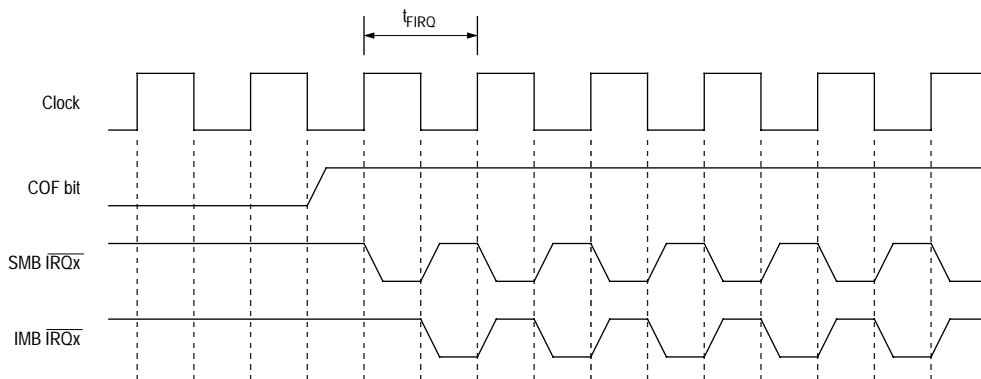 tFIRQ
Clock
COF bit
SMB IRQx
IMB IRQx